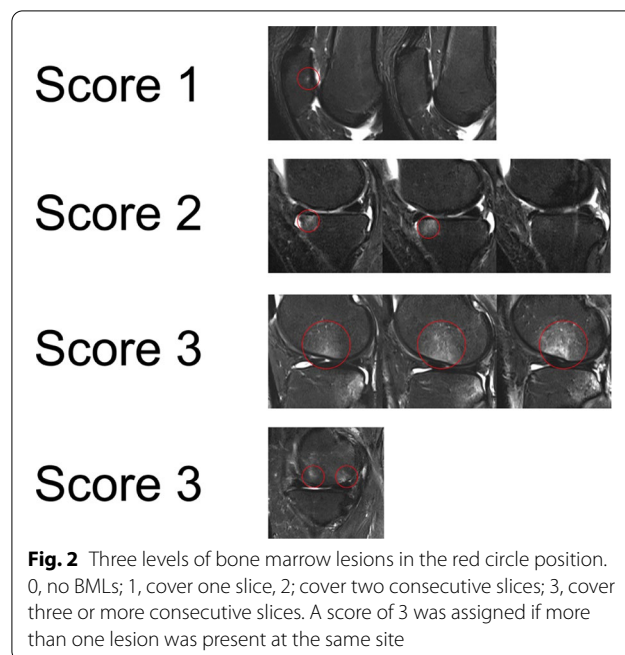 Score 1
Score 2
Score 3
Score 3
Fig. 2 Three levels of bone marrow lesions in the red circle position.
0, no BMLs; 1, cover one slice, 2; cover two consecutive slices; 3, cover
three or more consecutive slices. A score of 3 was assigned if more
than one lesion was present at the same site